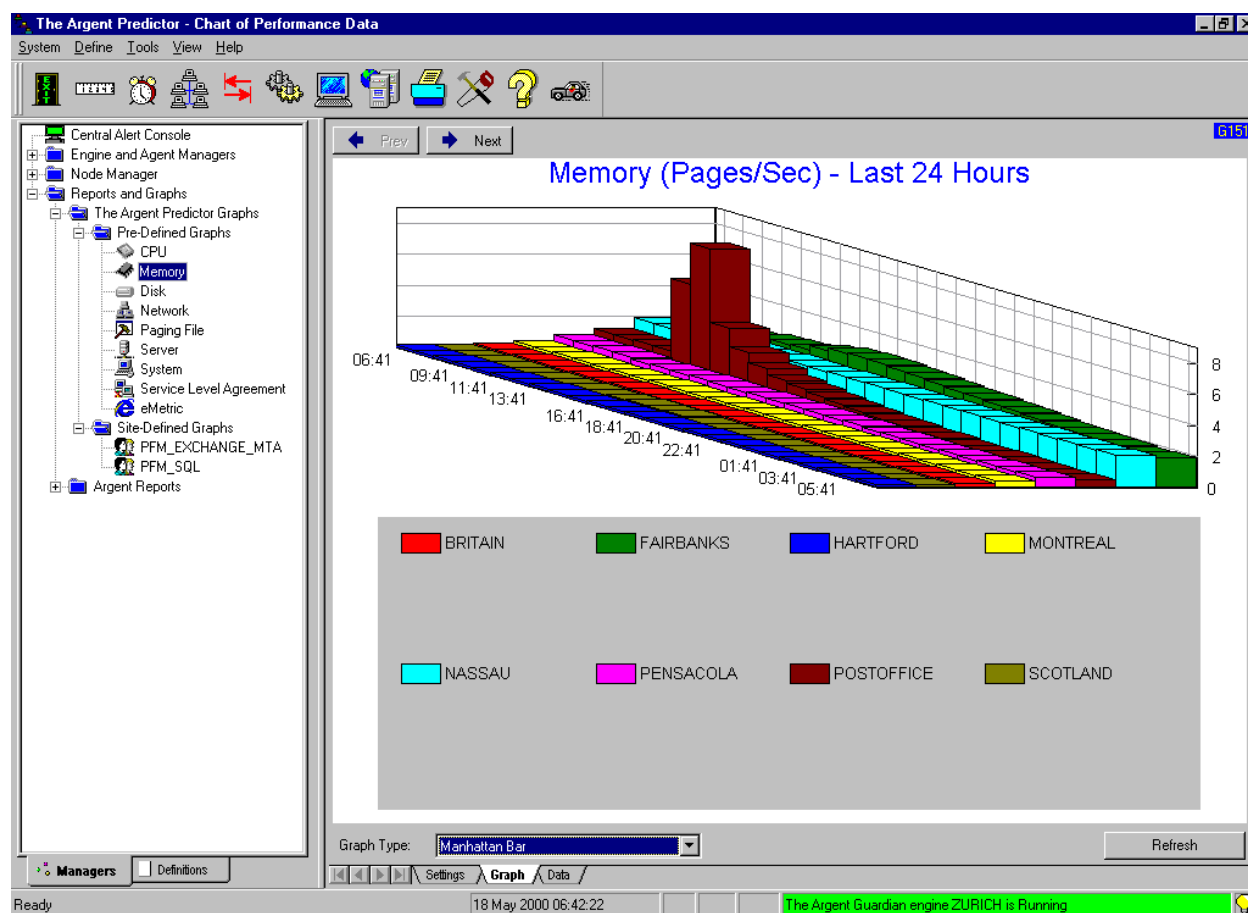 The Argent Predictor - Chart of Performance Data
System Define Tools View Help
EXIT
Central Alert Console
Engine and Agent Managers
Node Manager
Reports and Graphs
The Argent Predictor Graphs
Pre-Defined Graphs
CPU
Memory
Disk
Network
Paging File
Server
System
Service Level Agreement
eMetric
Site-Defined Graphs
PFM_EXCHANGE_MTA
PFM_SQL
Argent Reports
Managers Definitions
Prev Next G151
Memory (Pages/Sec) - Last 24 Hours
06:41
09:41
11:41
13:41
16:41
18:41
20:41
22:41
01:41
03:41
05:41
8
6
4
2
0
BRITAIN FAIRBANKS HARTFORD MONTREAL
NASSAU PENSACOLA POSTOFFICE SCOTLAND
Graph Type: Manhattan Bar Refresh
Settings Graph Data
Ready 18 May 2000 06:42:22 The Argent Guardian engine ZURICH is Running